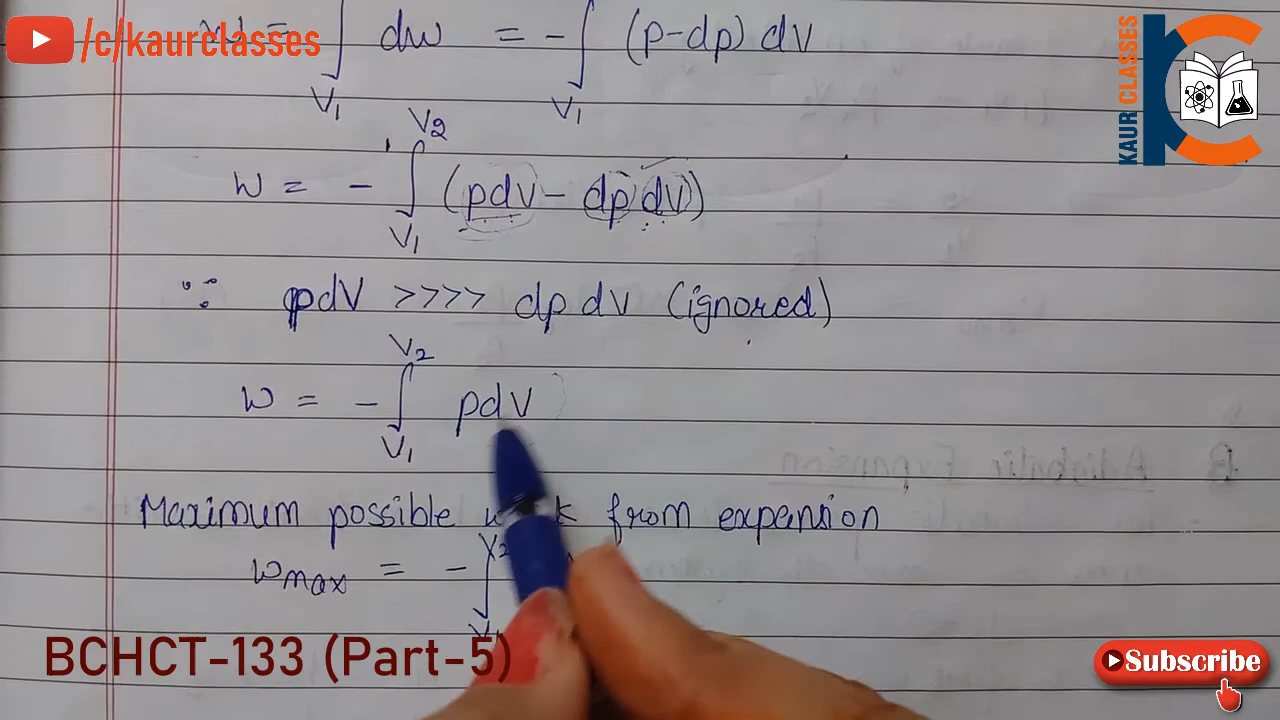 /c/kaurclasses
∫ dw = -∫ (p-dp) dv
V1 V1
KAUR CLASSES
V2
W = - ∫ (pdv - dp dv)
V1
∵ pdV >>>> dp dV (ignored)
V2
W = - ∫ pdV
V1
Maximum possible from expansion
Wmax = - ∫
BCHCT-133 (Part-5)
Subscribe